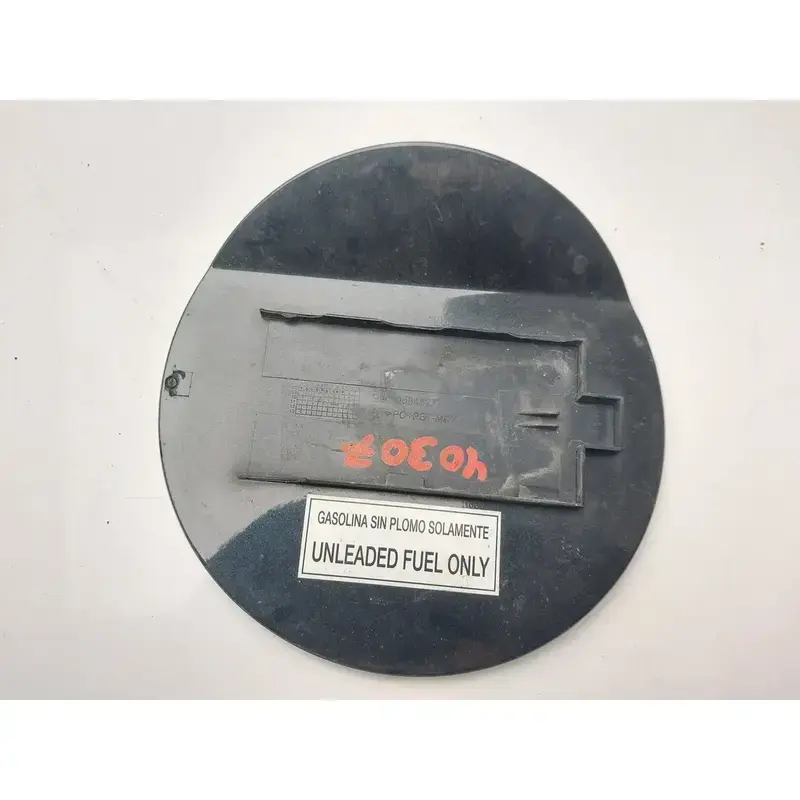 40307
GASOLINA SIN PLOMO SOLAMENTE
UNLEADED FUEL ONLY